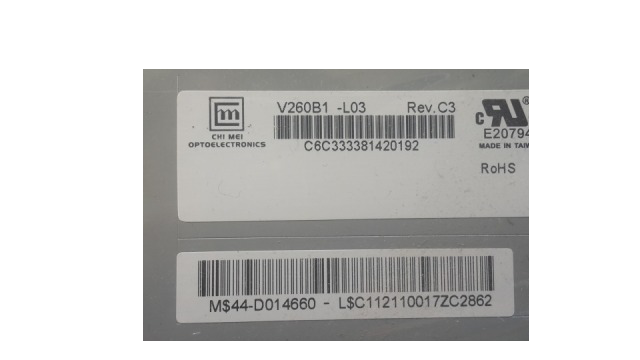 V260B1 -L03 Rev.C3
CHI MEI
OPTOELECTRONICS
C6C333381420192
E20794
MADE IN TAIW
RoHS
M$44-D014660 - L$C112110017ZC2862